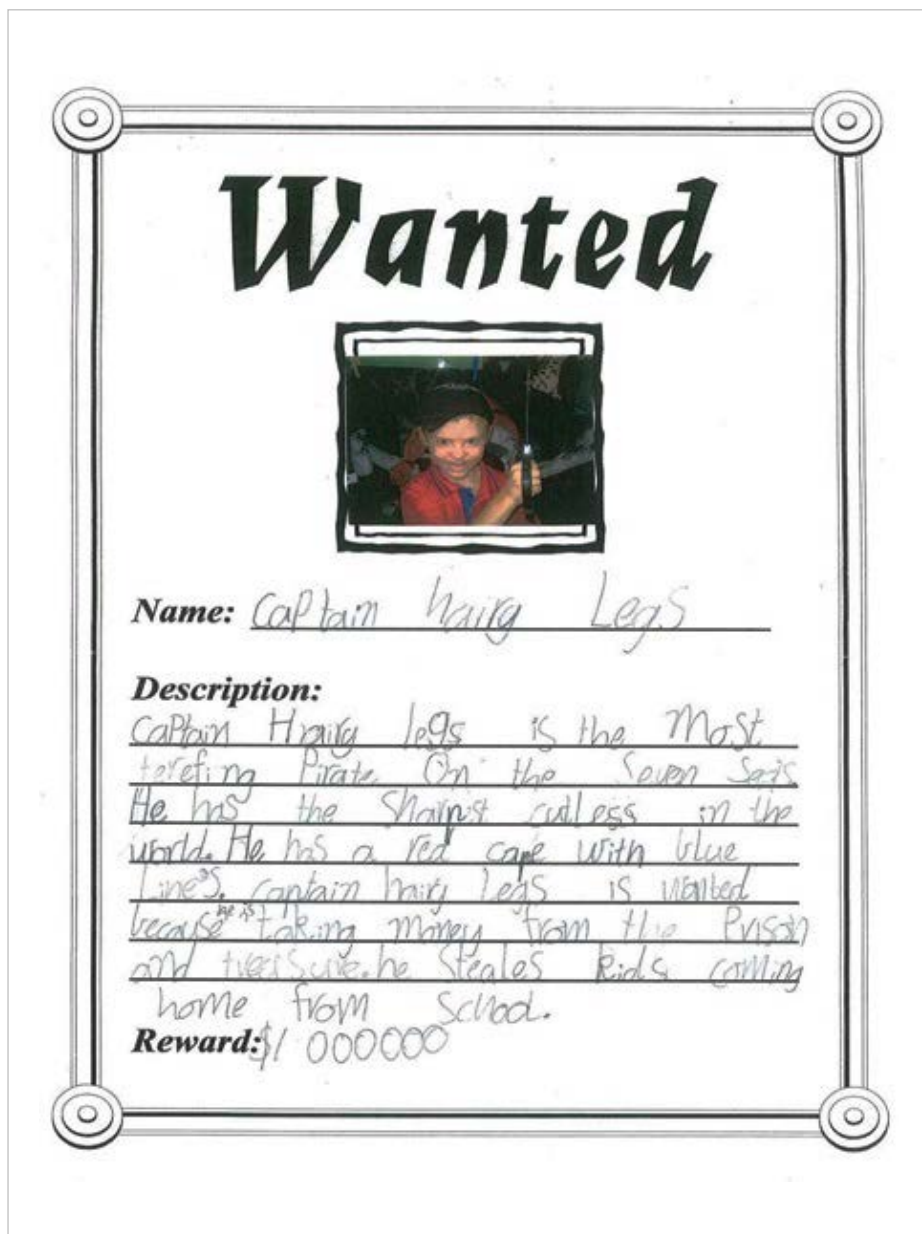 Wanted
Name: Captain hairy Legs
Description:
Captain Hairy legs is the Most
terefing Pirate On the Seven Seas.
He has the Sharpst cutless in the
world. He has a red cape with blue
Lines. captain hairy Legs is wanted
because he is taking money from the Prison
and treersure. he Steales Kids coming
home from School.
Reward: $1 000000